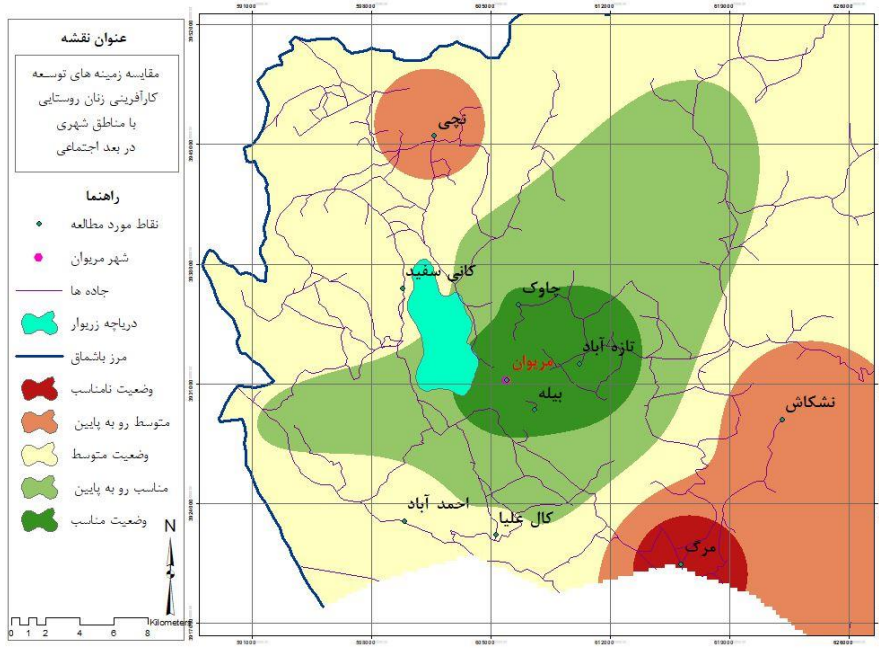 عنوان نقشه
مقایسه زمینه های توسعه
کارآفرینی زنان روستایی
با مناطق شهری
در بعد اجتماعی
راهنما
نقاط مورد مطالعه
شهر مریوان
جاده ها
دریاچه زریوار
مرز باشماق
وضعیت نامناسب
متوسط رو به پایین
وضعیت متوسط
مناسب رو به پایین
وضعیت مناسب
N
Kilometers
0 1 2 4 6 8
نچی
کانی سفید
چاوک
تازه آباد
مریوان
بیله
نشکاش
احمد آباد
کال علیا
مرگ